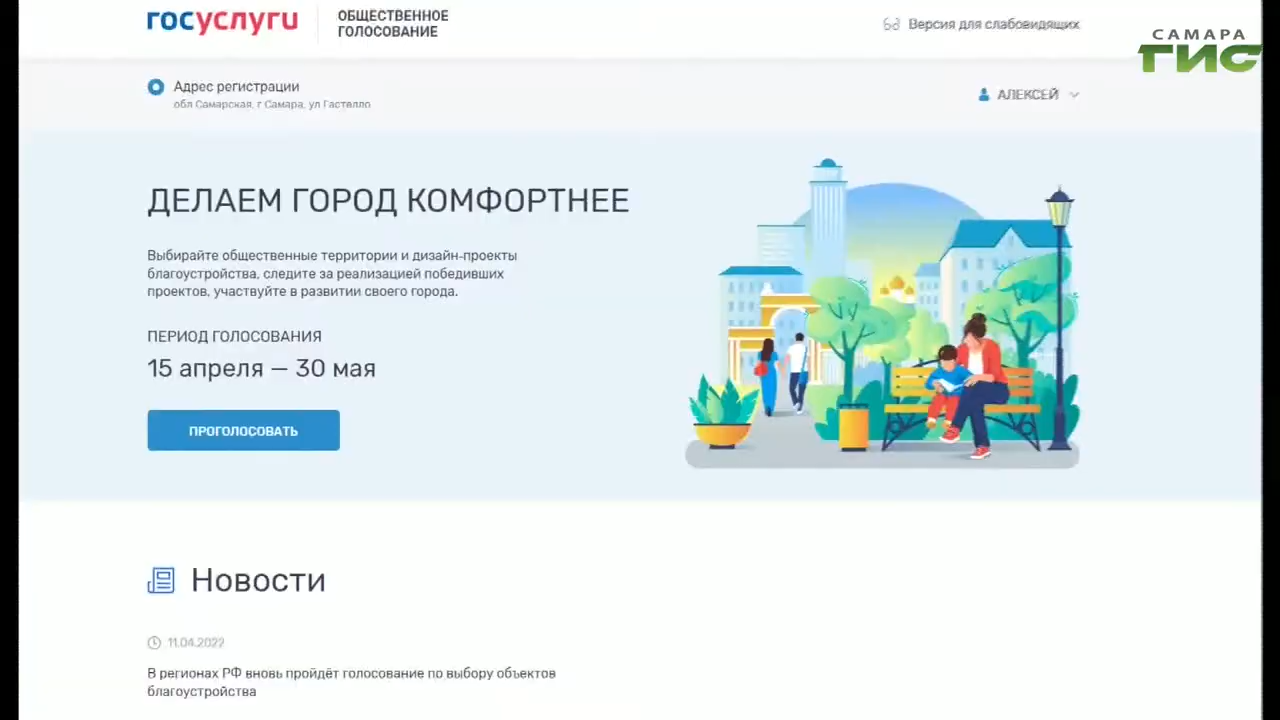 госуслуги
ОБЩЕСТВЕННОЕ
ГОЛОСОВАНИЕ
Версия для слабовидящих
САМАРА
ГИС
Адрес регистрации
обл Самарская, г Самара, ул Гастелло
АЛЕКСЕЙ
ДЕЛАЕМ ГОРОД КОМФОРТНЕЕ
Выбирайте общественные территории и дизайн-проекты
благоустройства, следите за реализацией победивших
проектов, участвуйте в развитии своего города.
ПЕРИОД ГОЛОСОВАНИЯ
15 апреля — 30 мая
ПРОГОЛОСОВАТЬ
Новости
11.04.2022
В регионах РФ вновь пройдёт голосование по выбору объектов
благоустройства